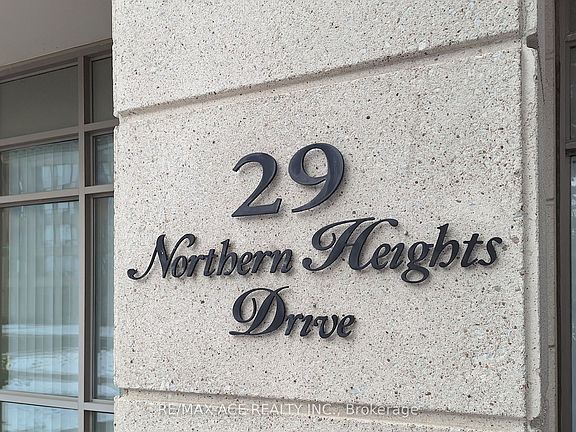 29
Northern Heights
Drive
RE/MAX ACE REALTY INC., Brokerage